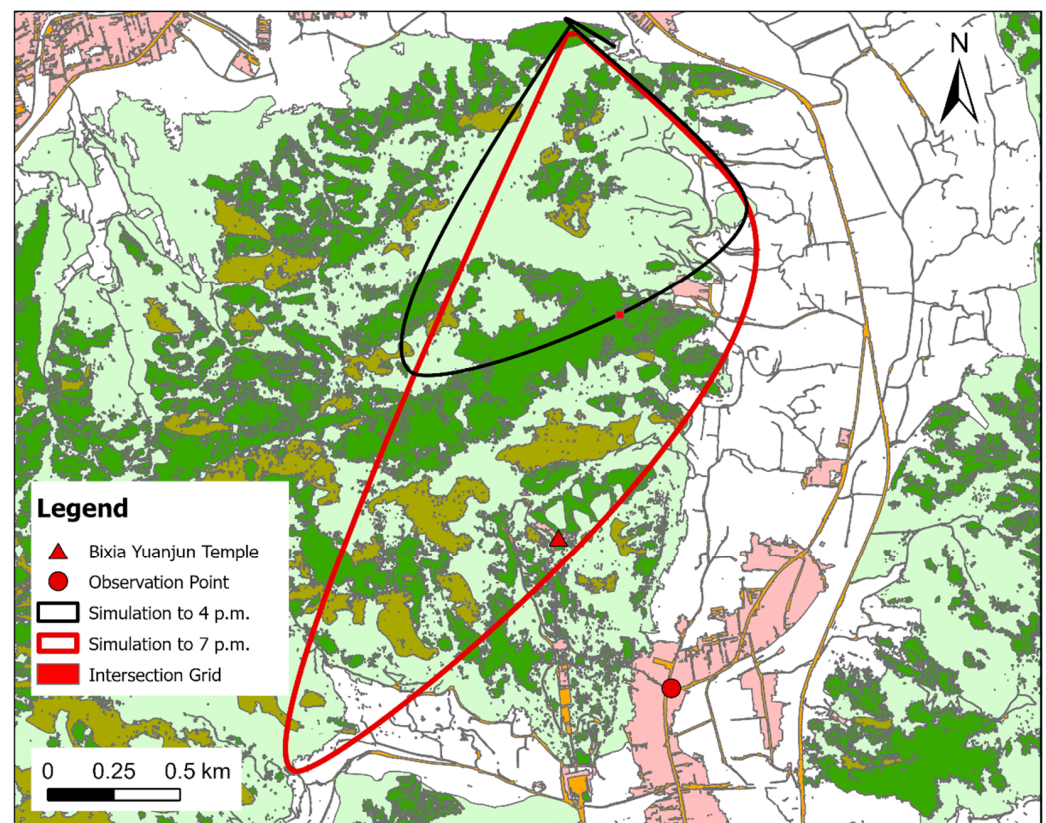 N
Legend
Bixia Yuanjun Temple
Observation Point
Simulation to 4 p.m.
Simulation to 7 p.m.
Intersection Grid
0 0.25 0.5 km